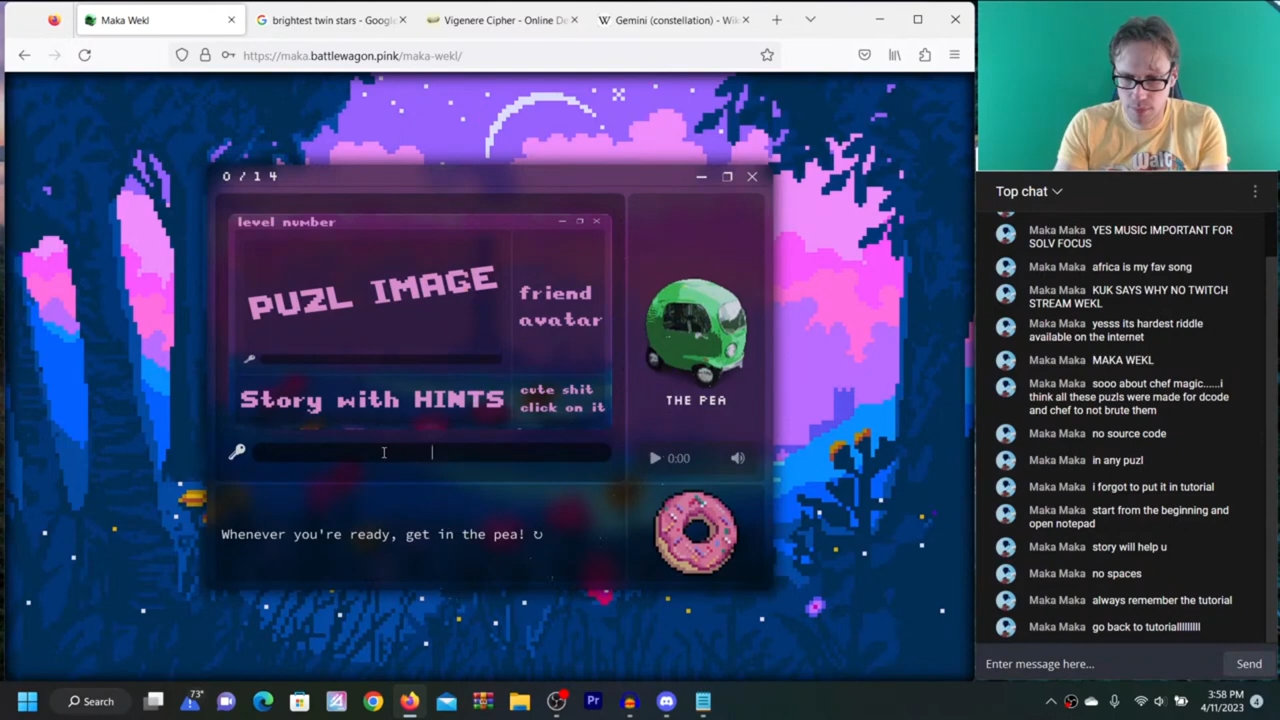 Maka Wekl
brightest twin stars - Google
Vigenere Cipher - Online De
Gemini (constellation) - Wik
https://maka.battlewagon.pink/maka-wekl/
0/14
level number
PUZL IMAGE
friend
avatar
Story with HINTS
cute shit
click on it
THE PEA
0:00
Whenever you're ready, get in the pea! ↻
Wait
Top chat
Maka Maka YES MUSIC IMPORTANT FOR
SOLV FOCUS
Maka Maka africa is my fav song
Maka Maka KUK SAYS WHY NO TWITCH
STREAM WEKL
Maka Maka yesss its hardest riddle
available on the internet
Maka Maka MAKA WEKL
Maka Maka sooo about chef magic......i
think all these puzls were made for dcode
and chef to not brute them
Maka Maka no source code
Maka Maka in any puzl
Maka Maka i forgot to put it in tutorial
Maka Maka start from the beginning and
open notepad
Maka Maka story will help u
Maka Maka no spaces
Maka Maka always remember the tutorial
Maka Maka go back to tutorialllllllll
Enter message here...
Send
Search
73°
Pr
3:58 PM
4/11/2023
4